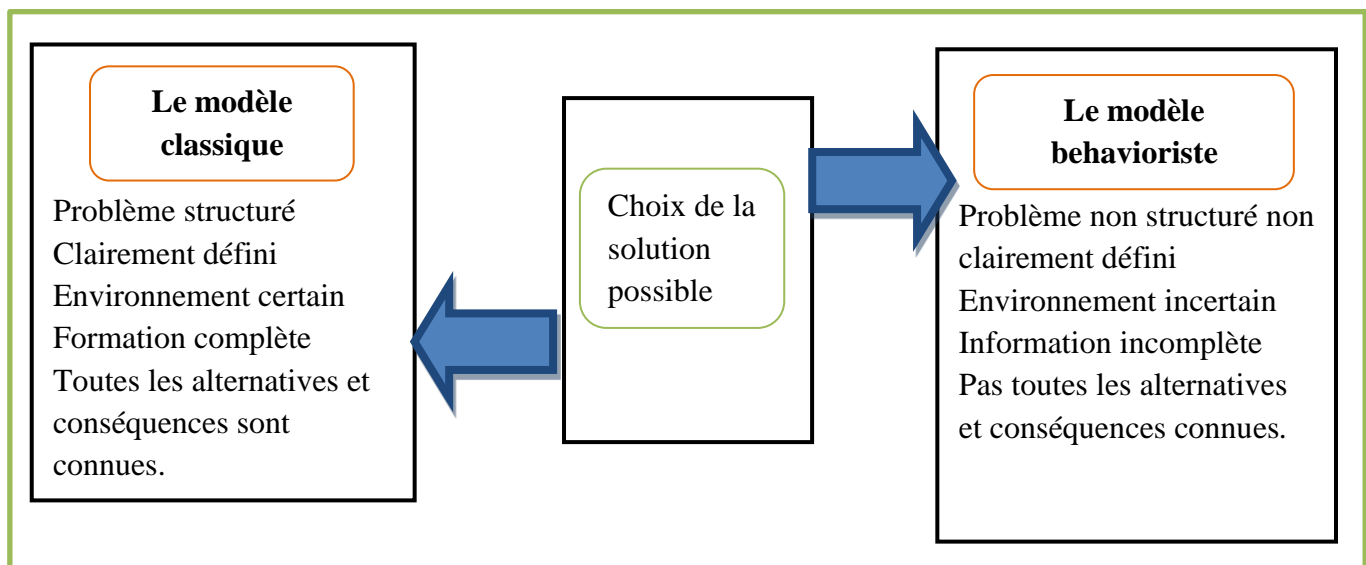 Le modèle
classique
Problème structuré
Clairement défini
Environnement certain
Formation complète
Toutes les alternatives et
conséquences sont
connues.
Choix de la
solution
possible
Le modèle
behavioriste
Problème non structuré non
clairement défini
Environnement incertain
Information incomplète
Pas toutes les alternatives
et conséquences connues.